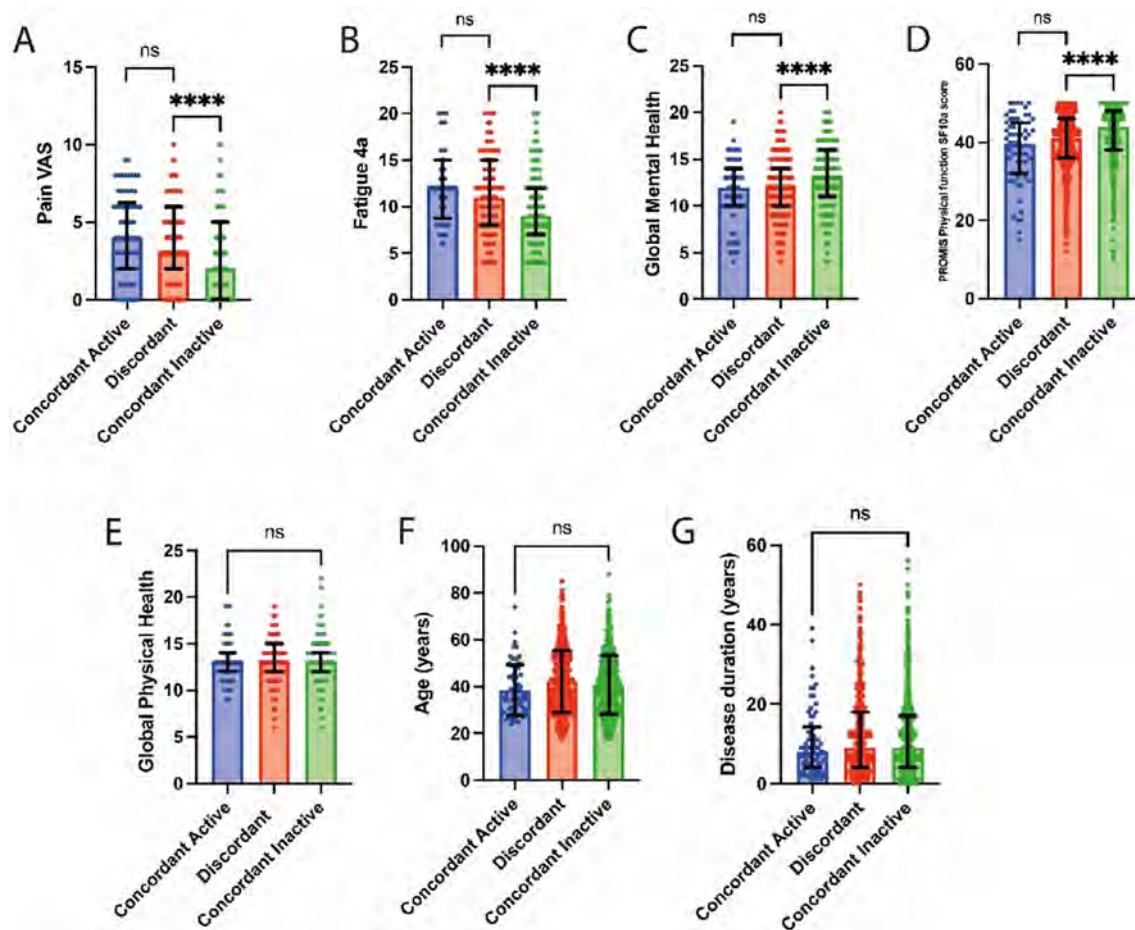 A
ns
****
Pain VAS
15
10
5
0
Concordant Active
Discordant
Concordant Inactive
B
ns
****
Fatigue 4a
25
20
15
10
5
0
Concordant Active
Discordant
Concordant Inactive
C
ns
****
Global Mental Health
25
20
15
10
5
0
Concordant Active
Discordant
Concordant Inactive
D
ns
****
PROMIS Physical function SF10a score
60
40
20
0
Concordant Active
Discordant
Concordant Inactive
E
ns
Global Physical Health
25
20
15
10
5
0
Concordant Active
Discordant
Concordant Inactive
F
ns
Age (years)
100
80
60
40
20
0
Concordant Active
Discordant
Concordant Inactive
G
ns
Disease duration (years)
60
40
20
0
Concordant Active
Discordant
Concordant Inactive